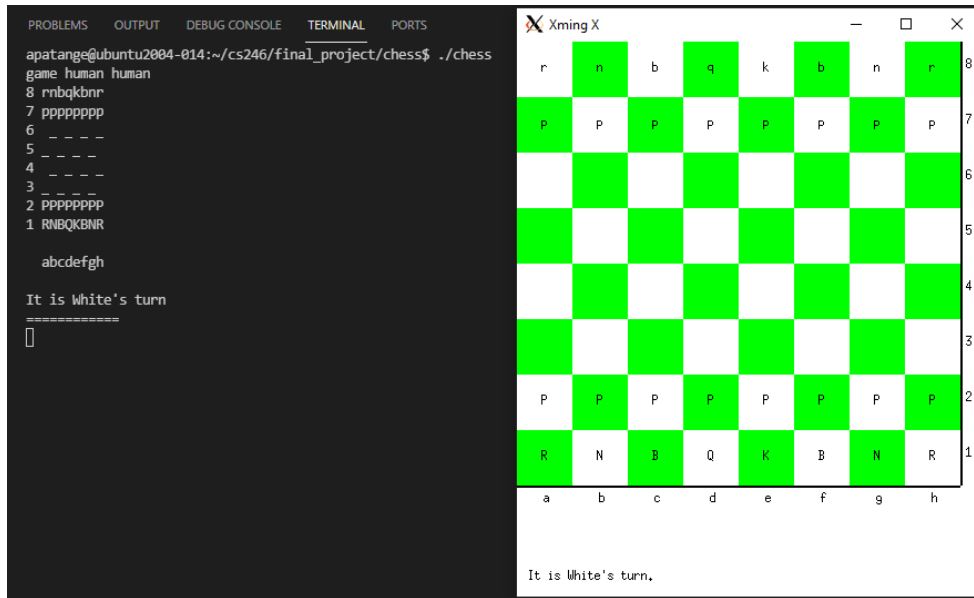 PROBLEMS OUTPUT DEBUG CONSOLE TERMINAL PORTS
apatange@ubuntu2004-014:~/cs246/final_project/chess$ ./chess
game human human
8 rnbqkbnr
7 pppppppp
6  _ _ _ _
5 _ _ _ _
4  _ _ _ _
3 _ _ _ _
2 PPPPPPPP
1 RNBQKBNR
abcdefgh
It is White's turn
============
Xming X
r n b q k b n r 8
P P P P P P P P 7
6
5
4
3
P P P P P P P P 2
R N B Q K B N R 1
a b c d e f g h
It is White's turn.